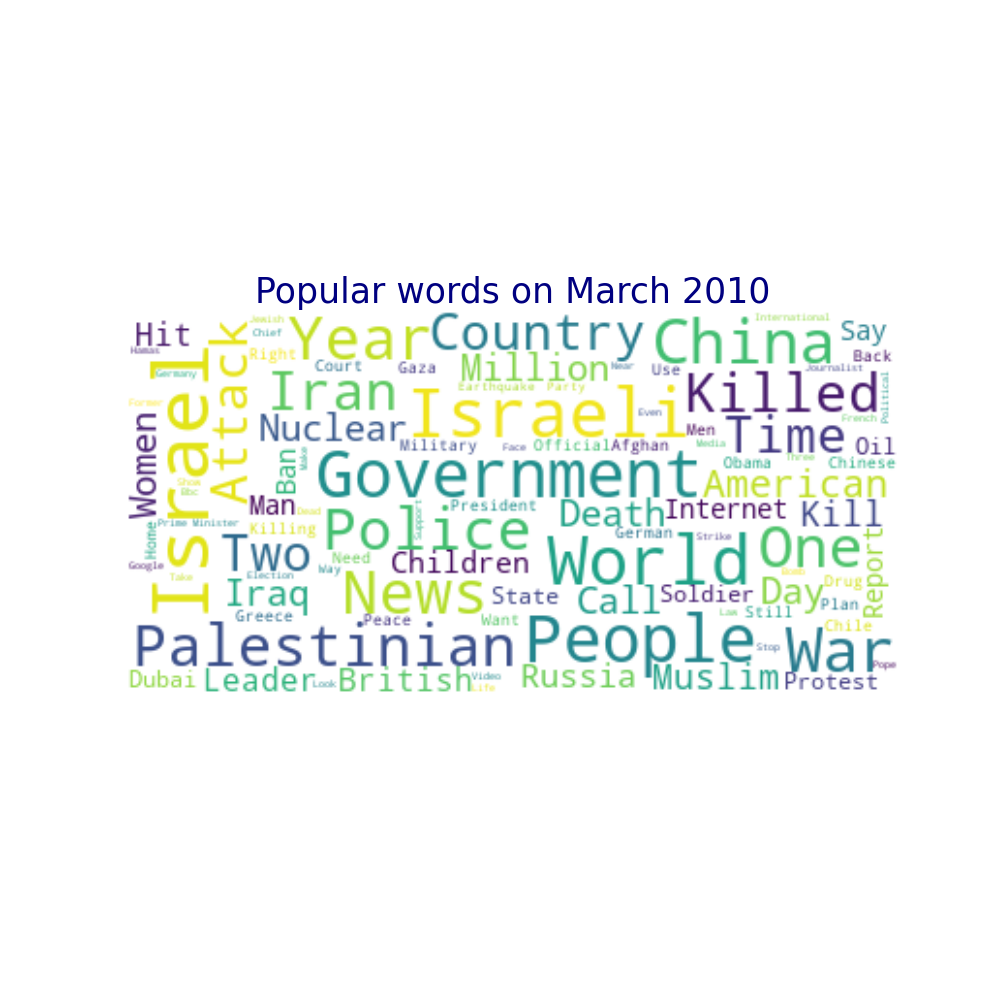 Popular words on March 2010
Hit
Hamas
Germany
Former
Women
Israel
Attack
Jewish
Chief
Right
Year
Country
China
International
Say
Back
Journalist
Political
Court
Gaza
Million
Near
Use
Iran
Earthquake
Party
Israeli
Even
Killed
French
Nuclear
Military
Face
Official
Afghan
Men
Media
Time
Oil
Three
Obama
Chinese
Show
Bbc
Ban
Make
Government
American
Man
Dead
Support
President
Death
Internet
Kill
Home
Prime Minister
Killing
Police
German
Strike
One
Google
Take
Two
Election
Way
Need
Children
World
Bomb
Drug
Report
Iraq
News
State
Call
Soldier
Day
Plan
Greece
Peace
Want
Law
Still
Chile
Palestinian
People
Stop
War
Pope
Dubai
Leader
Look
British
Video
Life
Russia
Muslim
Protest